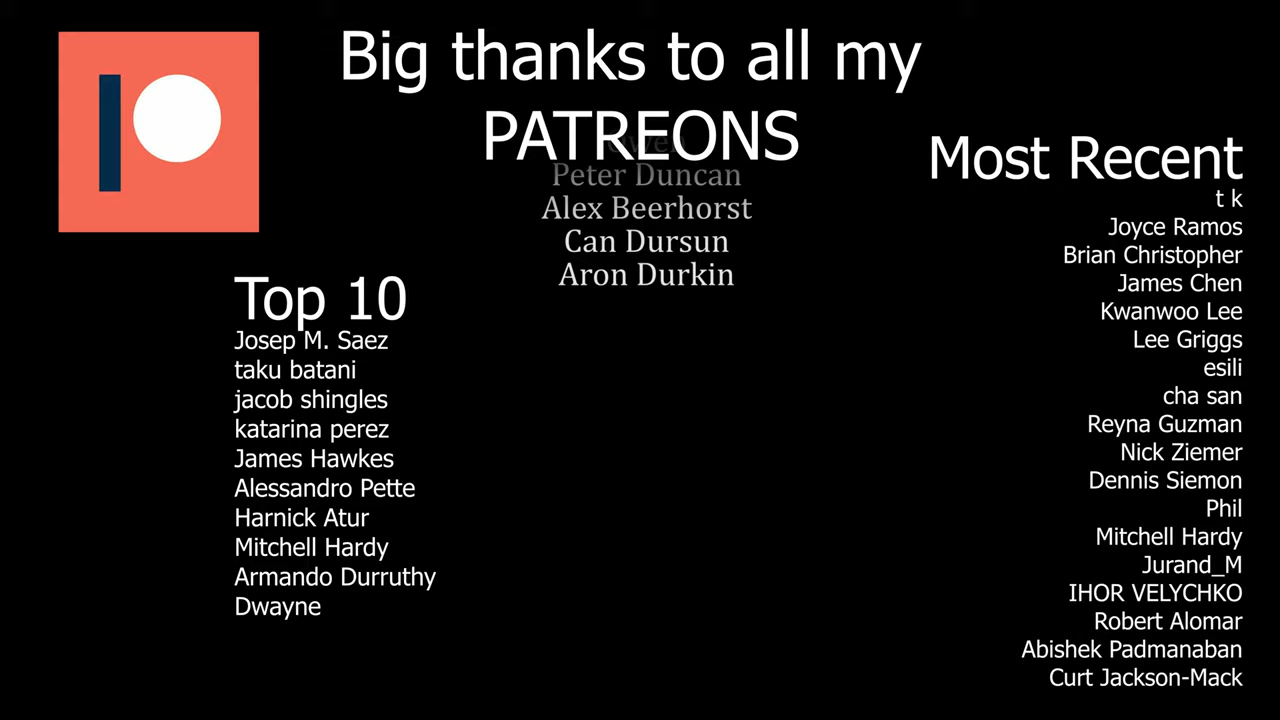 Big thanks to all my
PATREONS
Peter Duncan
Alex Beerhorst
Can Dursun
Aron Durkin
Top 10
Josep M. Saez
taku batani
jacob shingles
katarina perez
James Hawkes
Alessandro Pette
Harnick Atur
Mitchell Hardy
Armando Durruthy
Dwayne
Most Recent
t k
Joyce Ramos
Brian Christopher
James Chen
Kwanwoo Lee
Lee Griggs
esili
cha san
Reyna Guzman
Nick Ziemer
Dennis Siemon
Phil
Mitchell Hardy
Jurand_M
IHOR VELYCHKO
Robert Alomar
Abishek Padmanaban
Curt Jackson-Mack